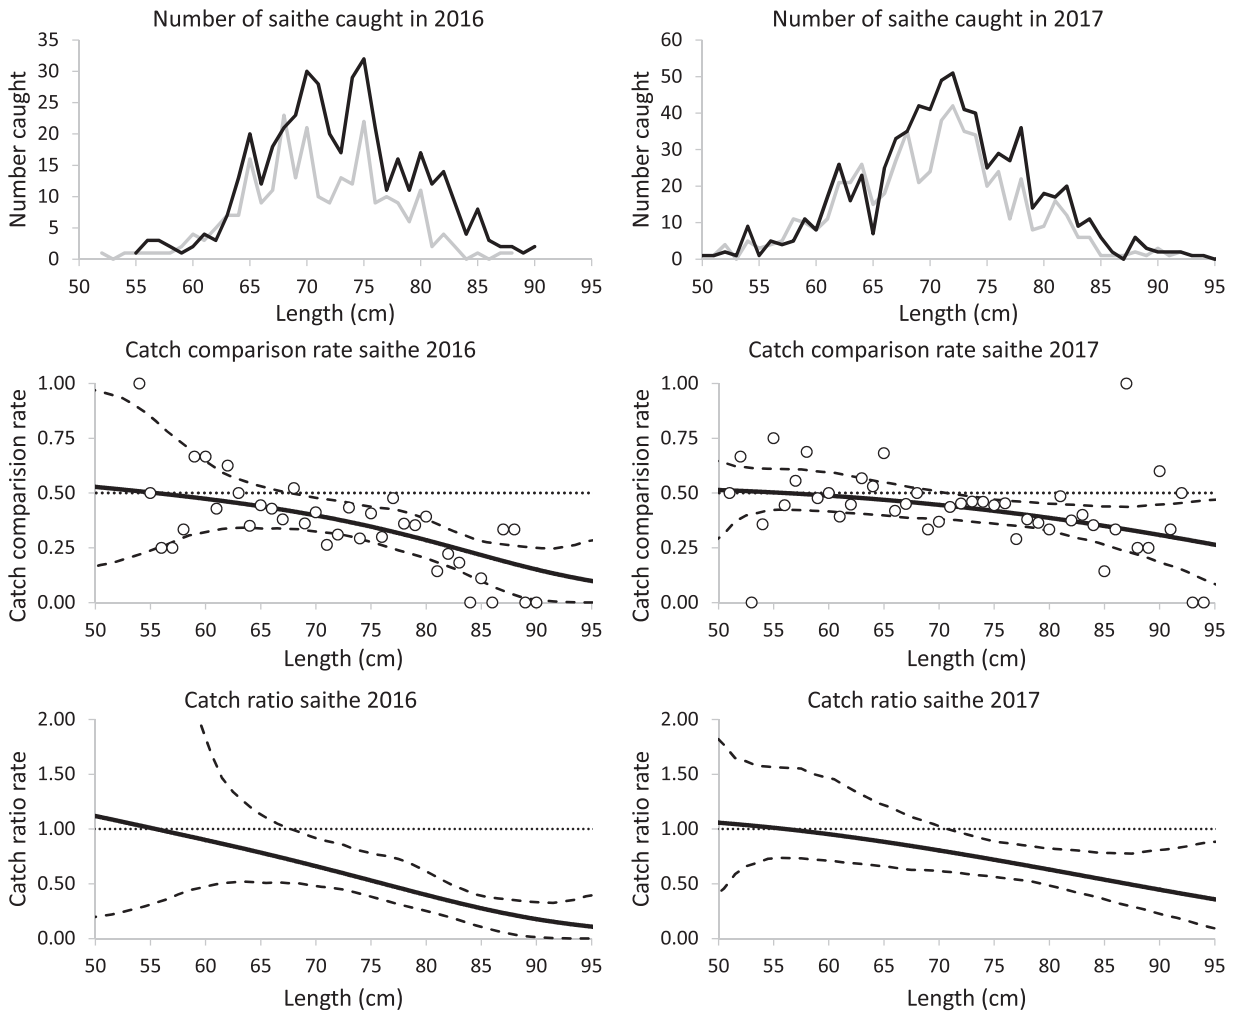 Number of saithe caught in 2016
Number caught
35
30
25
20
15
10
5
0
50 55 60 65 70 75 80 85 90 95
Length (cm)
Number of saithe caught in 2017
Number caught
60
50
40
30
20
10
0
50 55 60 65 70 75 80 85 90 95
Length (cm)
Catch comparison rate saithe 2016
Catch comparision rate
1.00
0.75
0.50
0.25
0.00
50 55 60 65 70 75 80 85 90 95
Length (cm)
Catch comparison rate saithe 2017
Catch comparision rate
1.00
0.75
0.50
0.25
0.00
50 55 60 65 70 75 80 85 90 95
Length (cm)
Catch ratio saithe 2016
Catch ratio rate
2.00
1.50
1.00
0.50
0.00
50 55 60 65 70 75 80 85 90 95
Length (cm)
Catch ratio saithe 2017
Catch ratio rate
2.00
1.50
1.00
0.50
0.00
50 55 60 65 70 75 80 85 90 95
Length (cm)